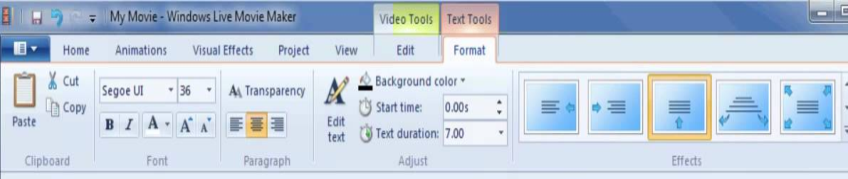 My Movie - Windows Live Movie Maker
Video Tools
Text Tools
Home Animations Visual Effects Project View Edit Format
Paste
Cut
Copy
Clipboard
Segoe UI 36
B I A A A
Font
A Transparency
Paragraph
Edit text
Background color
Start time: 0.00s
Text duration: 7.00
Adjust
Effects